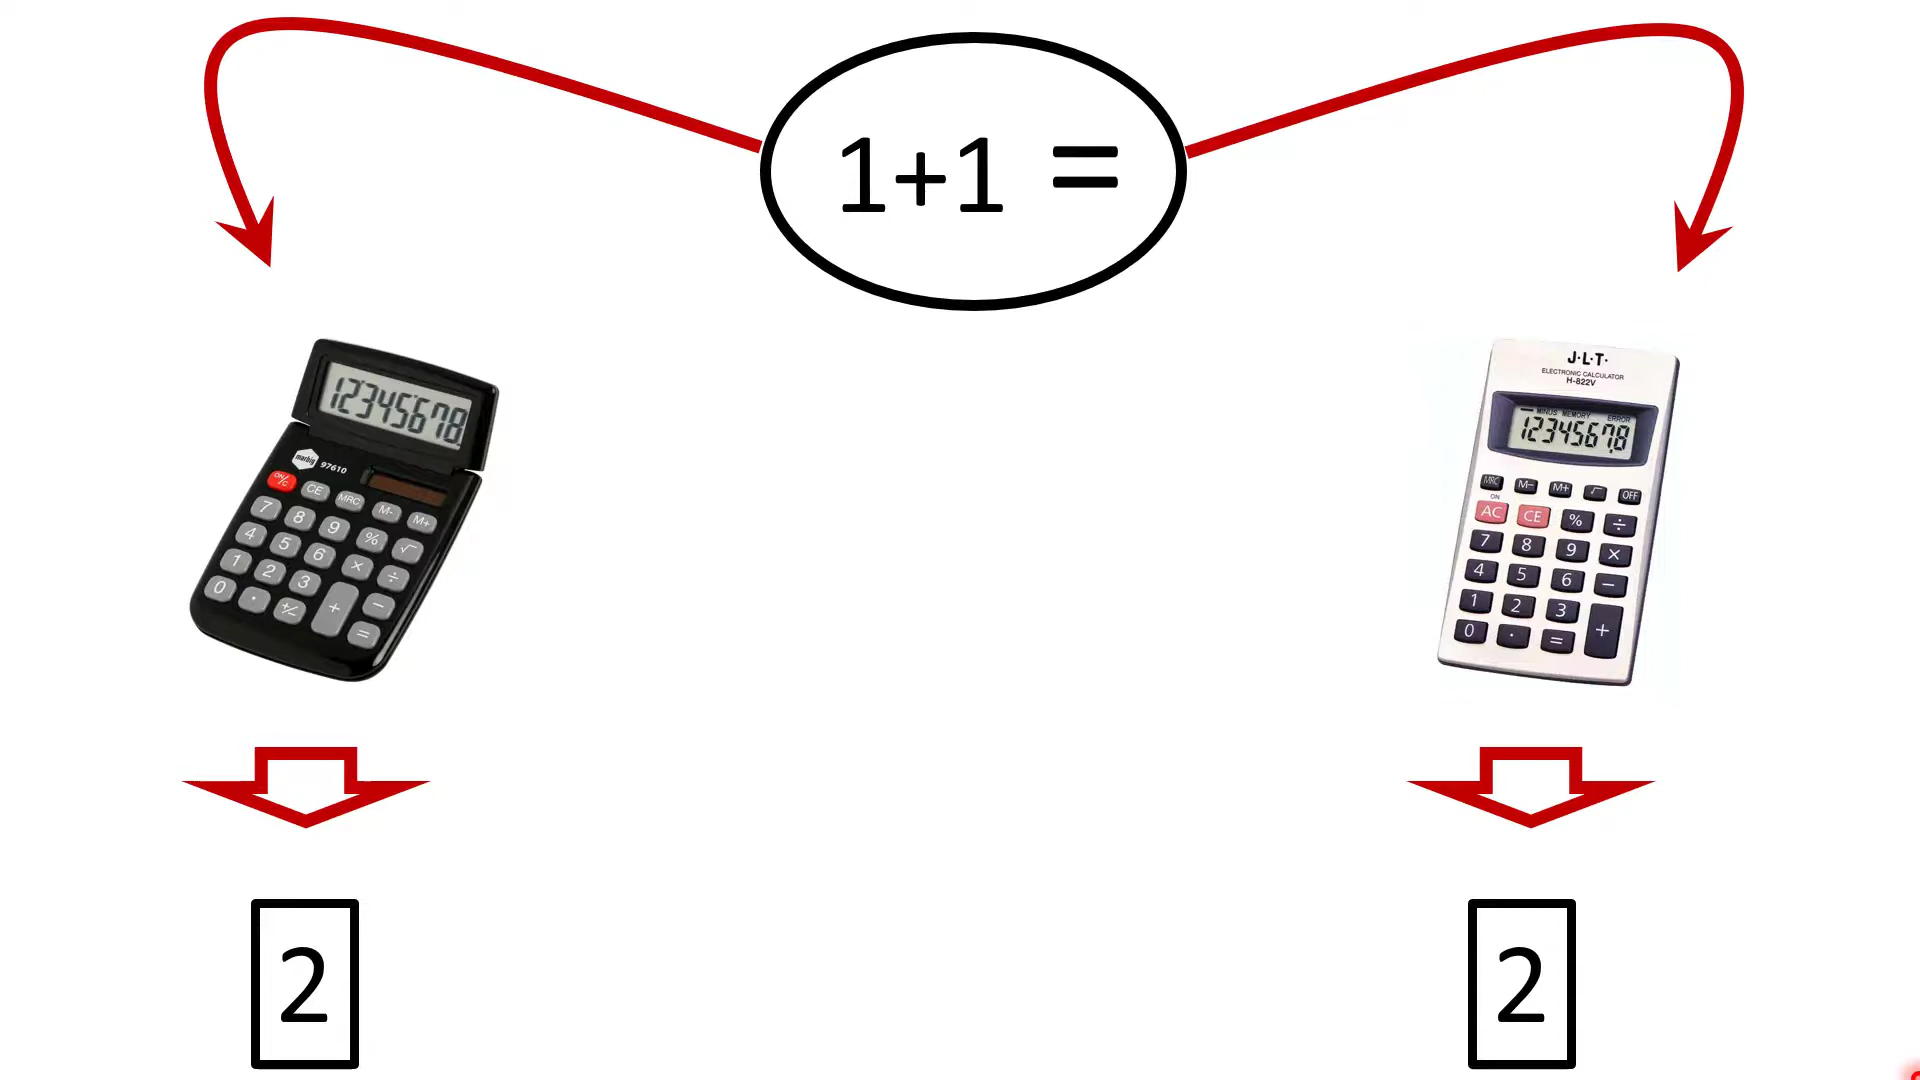 1+1 =
12345678
marbig 97610
ON/C CE MRC M- M+
7 8 9 % √
4 5 6 × ÷
1 2 3 −
0 · +/− + =
J·L·T·
ELECTRONIC CALCULATOR
H-822V
MINUS MEMORY ERROR
12345678
MRC M− M+ √ OFF
ON
AC CE % ÷
7 8 9 ×
4 5 6 −
1 2 3 +
0 · =
2
2